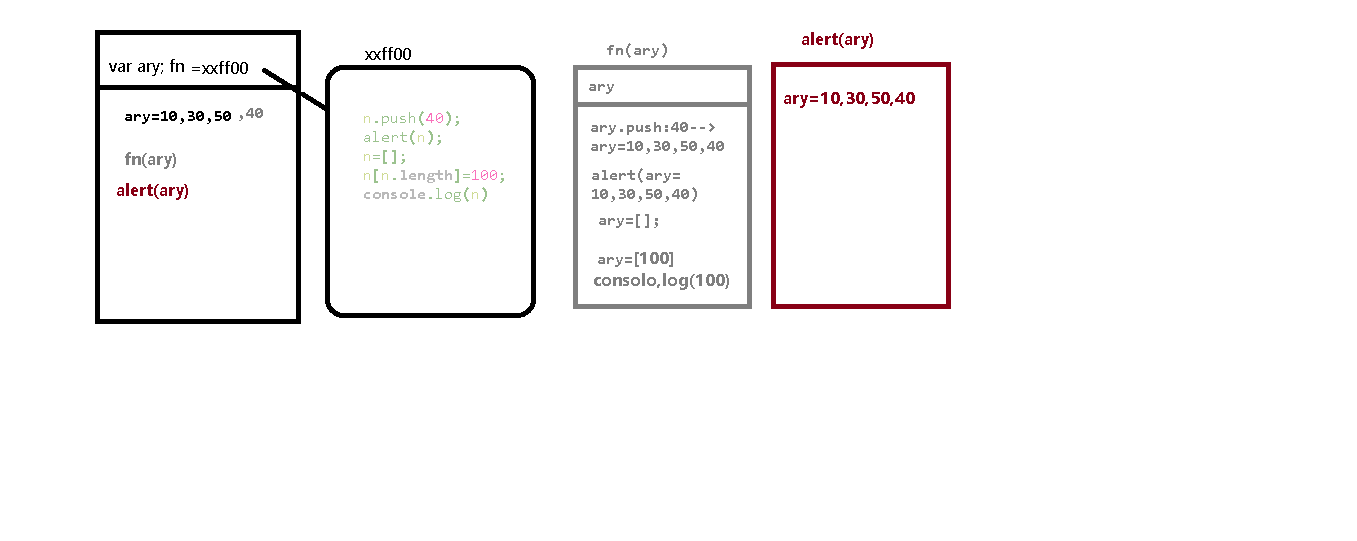 var ary; fn =xxff00
ary=10,30,50 ,40
fn(ary)
alert(ary)
xxff00
n.push(40);
alert(n);
n=[];
n[n.length]=100;
console.log(n)
fn(ary)
ary
ary.push:40-->
ary=10,30,50,40
alert(ary=
10,30,50,40)
ary=[];
ary=[100]
consolo,log(100)
alert(ary)
ary=10,30,50,40